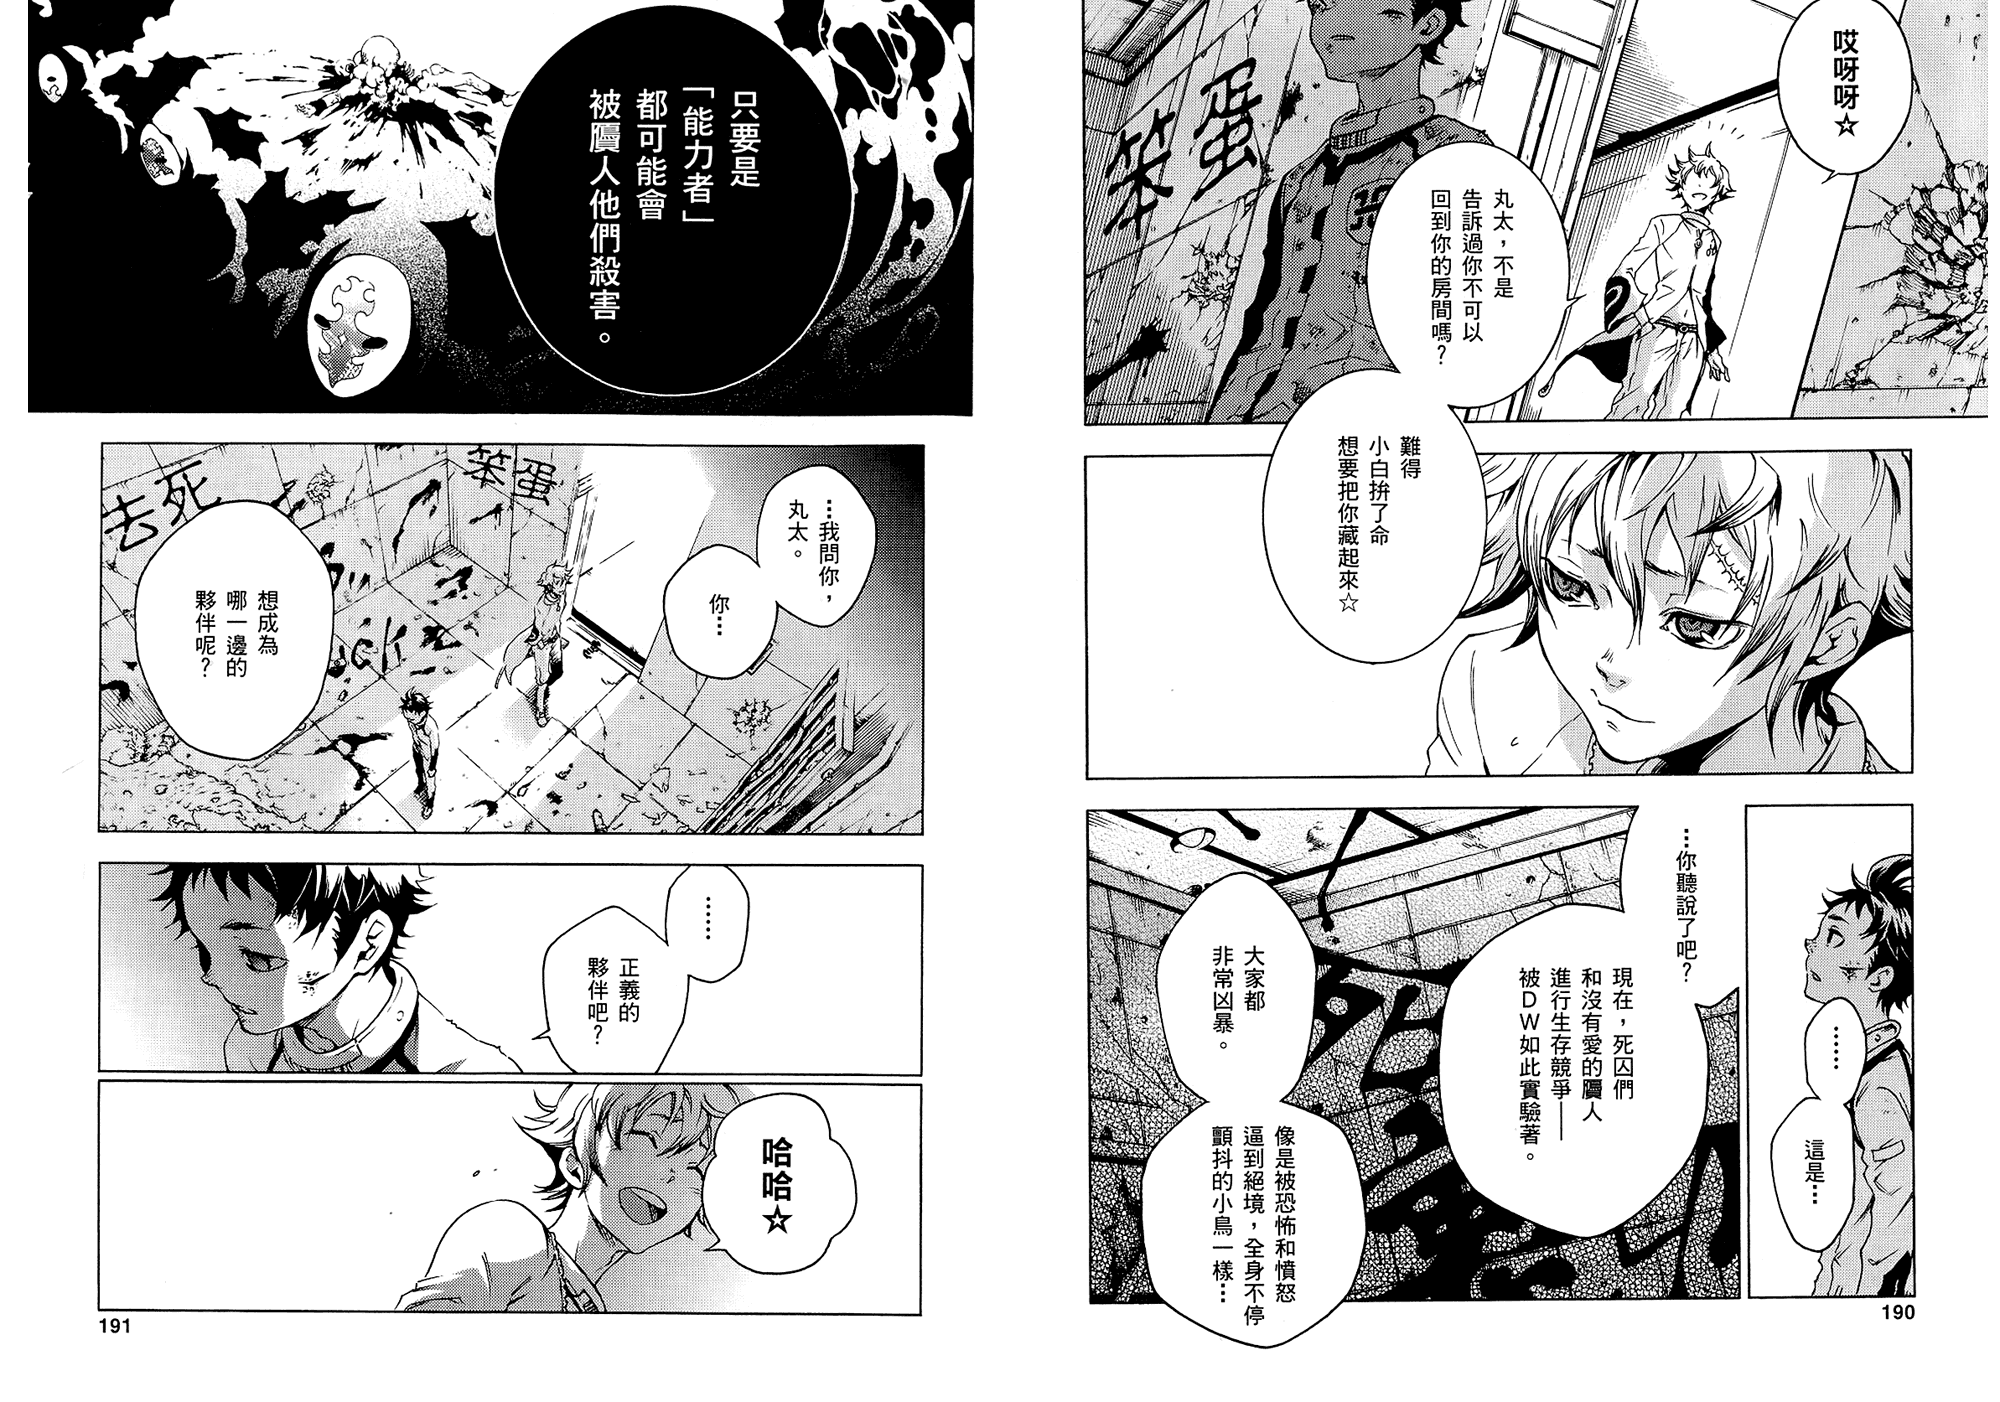 哎呀呀☆
丸太，不是
告訴過你不可以
回到你的房間嗎？
笨蛋
難得
小白拚了命
想要把你藏起來☆
……
這是…
…你聽說了吧？
現在，死囚們
和沒有愛的贗人
進行生存競爭──
被DW如此實驗著。
大家都
非常凶暴。
像是被恐怖和憤怒
逼到絕境，全身不停
顫抖的小鳥一樣…
190
只要是
「能力者」
都可能會
被贗人他們殺害。
…我問你，
丸太。
你…
想成為
哪一邊的
夥伴呢？
笨蛋
去死
……
正義的
夥伴吧？
哈哈☆
191